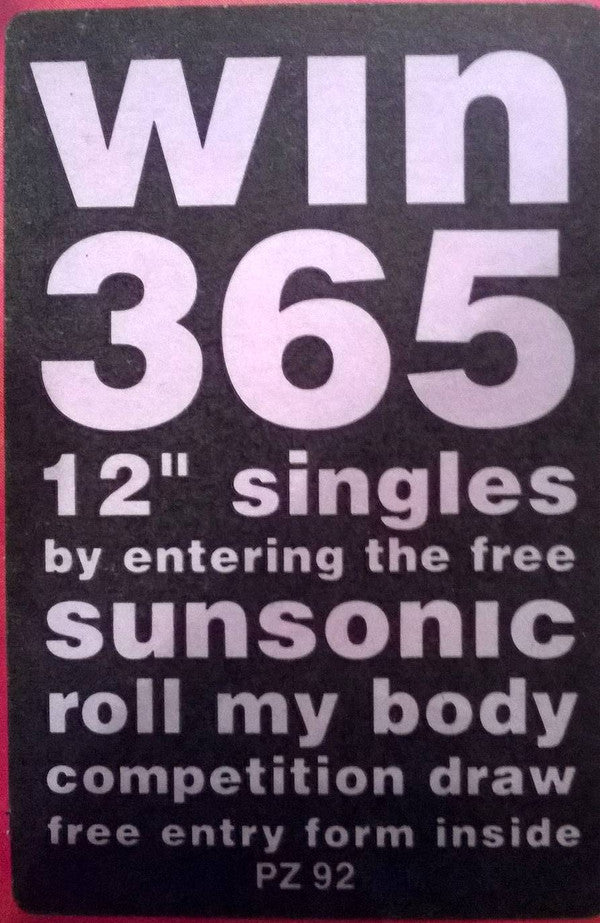 win
365
12" singles
by entering the free
sunsonic
roll my body
competition draw
free entry form inside
PZ 92